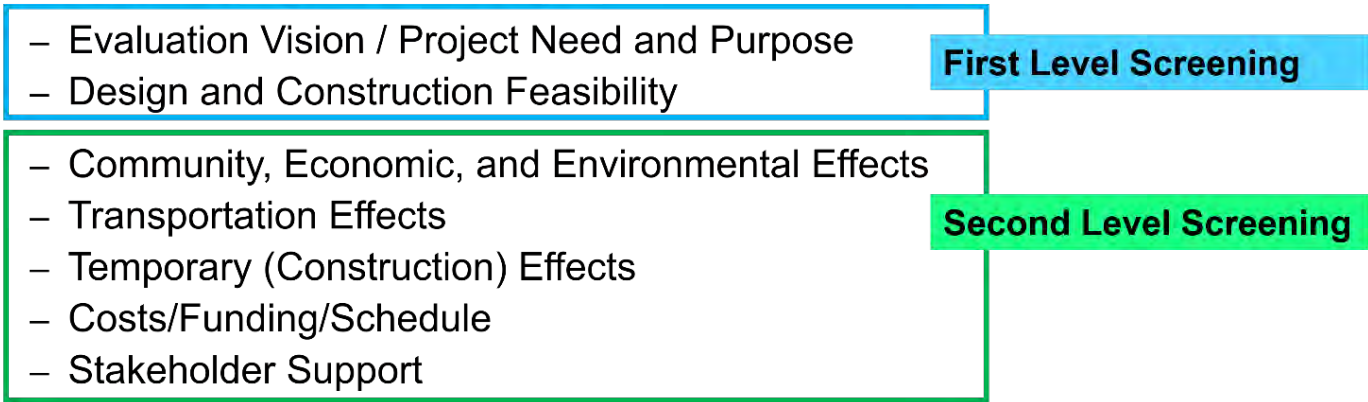 – Evaluation Vision / Project Need and Purpose
– Design and Construction Feasibility
First Level Screening
– Community, Economic, and Environmental Effects
– Transportation Effects
– Temporary (Construction) Effects
– Costs/Funding/Schedule
– Stakeholder Support
Second Level Screening